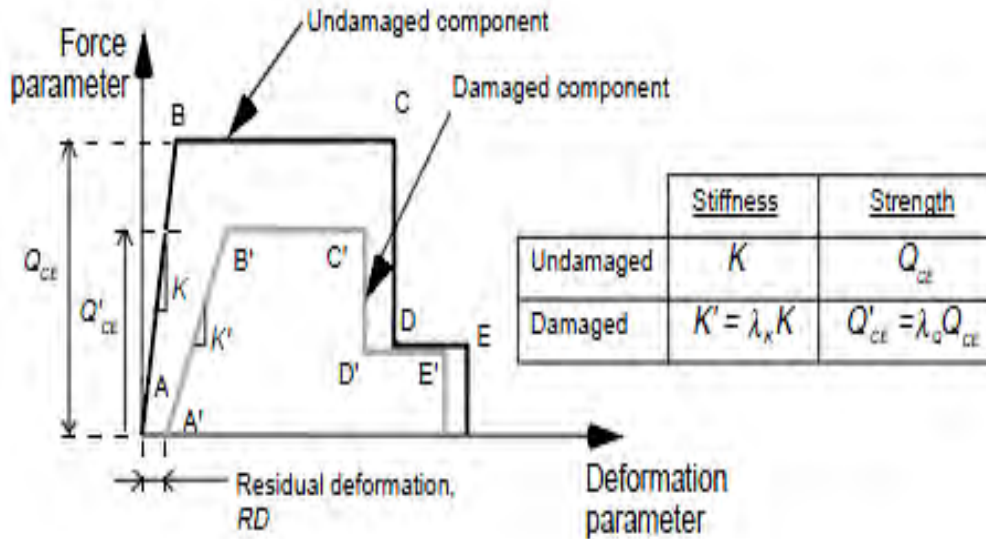 Undamaged component
Force
parameter
Damaged component
B
C
Stiffness Strength
Undamaged K Q_CE
Damaged K' = λ_K K Q'_CE = λ_Q Q_CE
Q_CE
Q'_CE
B'
C'
K
K'
D
E
D'
E'
A
A'
Residual deformation,
RD
Deformation
parameter